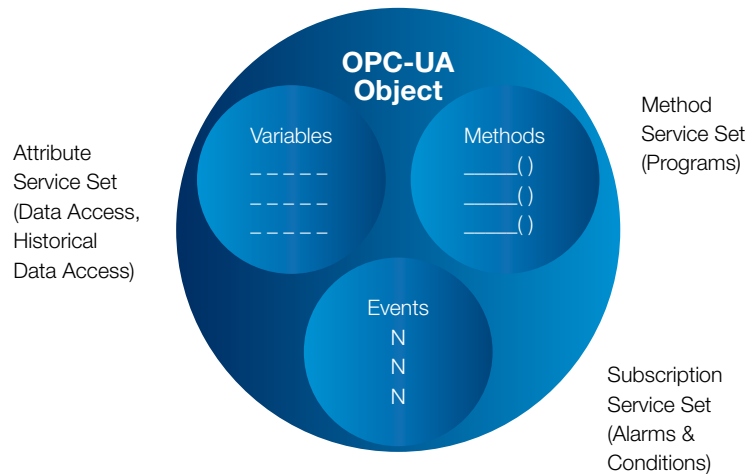 OPC-UA
Object
Variables
_ _ _ _ _
_ _ _ _ _
_ _ _ _ _
Methods
_____( )
_____( )
_____( )
Events
N
N
N
Attribute
Service Set
(Data Access,
Historical
Data Access)
Method
Service Set
(Programs)
Subscription
Service Set
(Alarms &
Conditions)